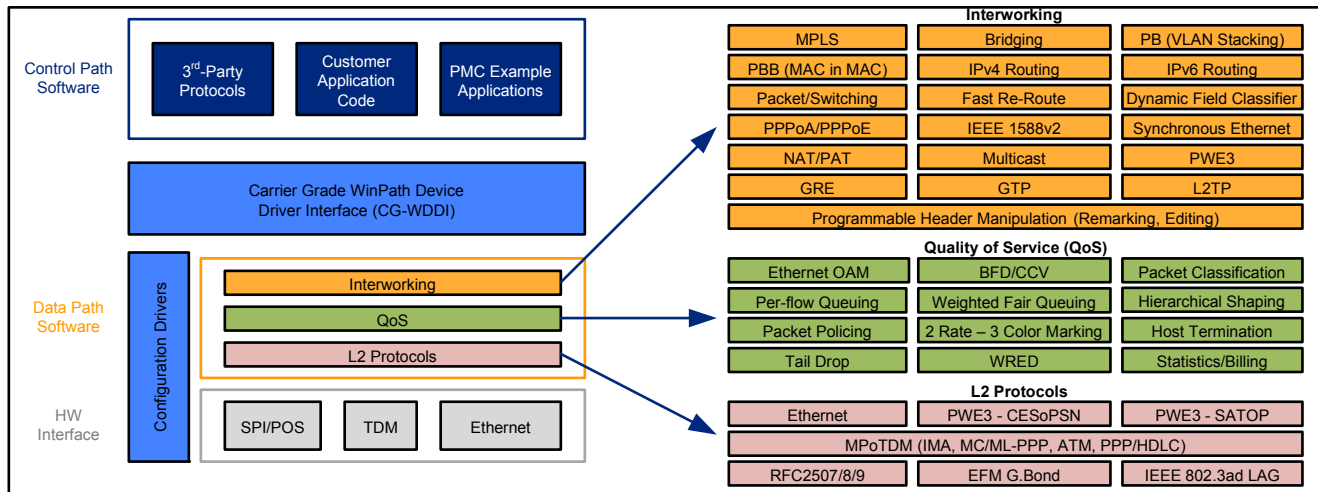 Control Path
Software
3rd-Party
Protocols
Customer
Application
Code
PMC Example
Applications
Carrier Grade WinPath Device
Driver Interface (CG-WDDI)
Data Path
Software
Configuration Drivers
Interworking
QoS
L2 Protocols
HW
Interface
SPI/POS
TDM
Ethernet
Interworking
MPLS
Bridging
PB (VLAN Stacking)
PBB (MAC in MAC)
IPv4 Routing
IPv6 Routing
Packet/Switching
Fast Re-Route
Dynamic Field Classifier
PPPoA/PPPoE
IEEE 1588v2
Synchronous Ethernet
NAT/PAT
Multicast
PWE3
GRE
GTP
L2TP
Programmable Header Manipulation (Remarking, Editing)
Quality of Service (QoS)
Ethernet OAM
BFD/CCV
Packet Classification
Per-flow Queuing
Weighted Fair Queuing
Hierarchical Shaping
Packet Policing
2 Rate – 3 Color Marking
Host Termination
Tail Drop
WRED
Statistics/Billing
L2 Protocols
Ethernet
PWE3 - CESoPSN
PWE3 - SATOP
MPoTDM (IMA, MC/ML-PPP, ATM, PPP/HDLC)
RFC2507/8/9
EFM G.Bond
IEEE 802.3ad LAG